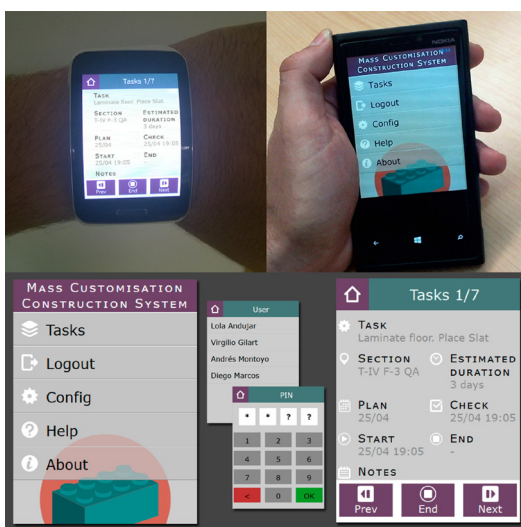 Tasks 1/7
TASK
Laminate floor. Place Slat
SECTION
T-IV F-3 QA
ESTIMATED
DURATION
3 days
PLAN
25/04
CHECK
25/04 19:05
START
25/04 19:05
END
-
NOTES
Prev
End
Next
NOKIA
MASS CUSTOMISATION
CONSTRUCTION SYSTEM
Tasks
Logout
Config
Help
About
MASS CUSTOMISATION
CONSTRUCTION SYSTEM
Tasks
Logout
Config
Help
About
User
Lola Andujar
Virgilio Gilart
Andrés Montoyo
Diego Marcos
PIN
* * ? ?
1 2 3
4 5 6
7 8 9
< 0 OK
Tasks 1/7
TASK
Laminate floor. Place Slat
SECTION
T-IV F-3 QA
ESTIMATED
DURATION
3 days
PLAN
25/04
CHECK
25/04 19:05
START
25/04 19:05
END
-
NOTES
Prev
End
Next